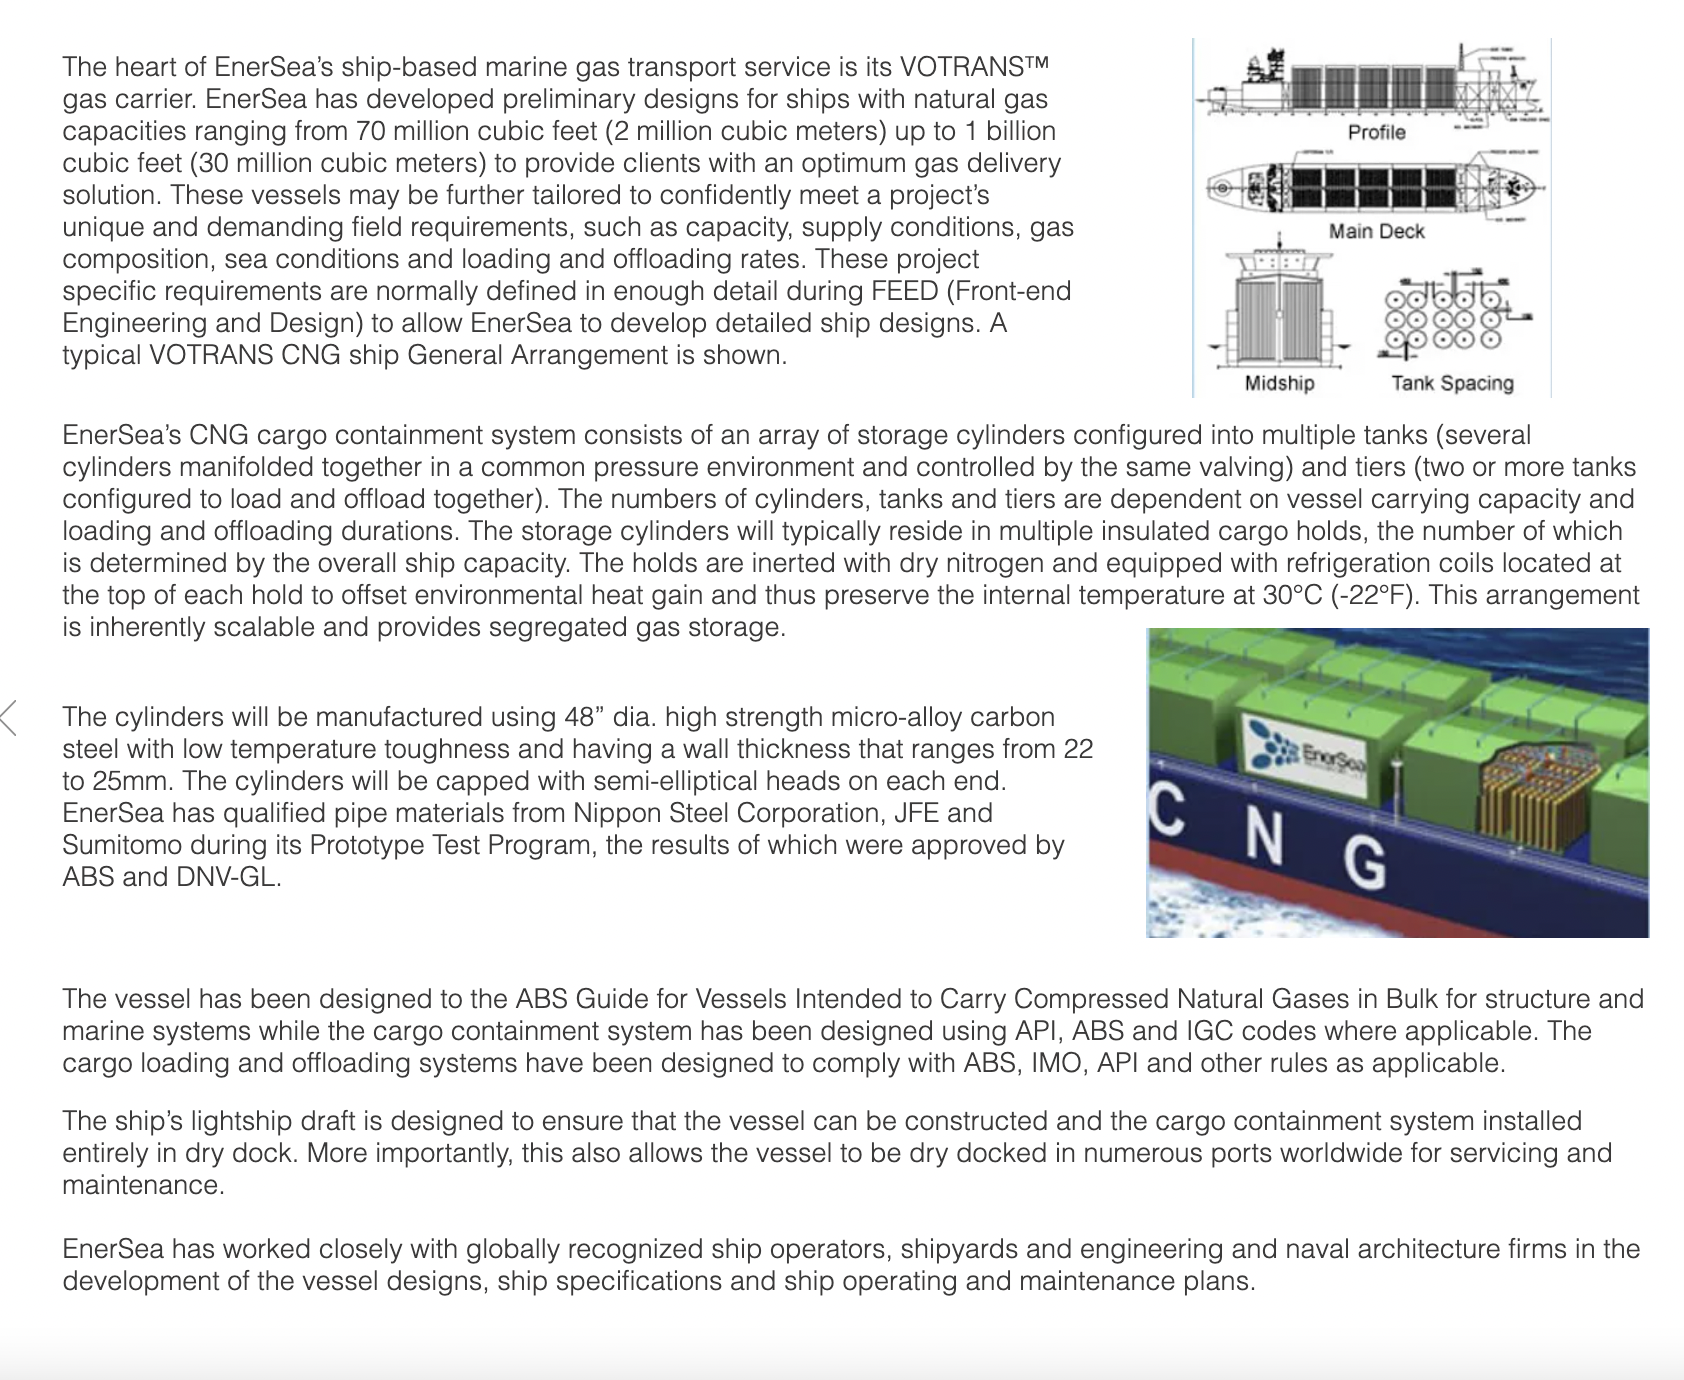 The heart of EnerSea’s ship-based marine gas transport service is its VOTRANS™
gas carrier. EnerSea has developed preliminary designs for ships with natural gas
capacities ranging from 70 million cubic feet (2 million cubic meters) up to 1 billion
cubic feet (30 million cubic meters) to provide clients with an optimum gas delivery
solution. These vessels may be further tailored to confidently meet a project’s
unique and demanding field requirements, such as capacity, supply conditions, gas
composition, sea conditions and loading and offloading rates. These project
specific requirements are normally defined in enough detail during FEED (Front-end
Engineering and Design) to allow EnerSea to develop detailed ship designs. A
typical VOTRANS CNG ship General Arrangement is shown.
Profile
Main Deck
Midship
Tank Spacing
EnerSea’s CNG cargo containment system consists of an array of storage cylinders configured into multiple tanks (several
cylinders manifolded together in a common pressure environment and controlled by the same valving) and tiers (two or more tanks
configured to load and offload together). The numbers of cylinders, tanks and tiers are dependent on vessel carrying capacity and
loading and offloading durations. The storage cylinders will typically reside in multiple insulated cargo holds, the number of which
is determined by the overall ship capacity. The holds are inerted with dry nitrogen and equipped with refrigeration coils located at
the top of each hold to offset environmental heat gain and thus preserve the internal temperature at 30°C (-22°F). This arrangement
is inherently scalable and provides segregated gas storage.
The cylinders will be manufactured using 48” dia. high strength micro-alloy carbon
steel with low temperature toughness and having a wall thickness that ranges from 22
to 25mm. The cylinders will be capped with semi-elliptical heads on each end.
EnerSea has qualified pipe materials from Nippon Steel Corporation, JFE and
Sumitomo during its Prototype Test Program, the results of which were approved by
ABS and DNV-GL.
EnerSea
CNG
The vessel has been designed to the ABS Guide for Vessels Intended to Carry Compressed Natural Gases in Bulk for structure and
marine systems while the cargo containment system has been designed using API, ABS and IGC codes where applicable. The
cargo loading and offloading systems have been designed to comply with ABS, IMO, API and other rules as applicable.
The ship’s lightship draft is designed to ensure that the vessel can be constructed and the cargo containment system installed
entirely in dry dock. More importantly, this also allows the vessel to be dry docked in numerous ports worldwide for servicing and
maintenance.
EnerSea has worked closely with globally recognized ship operators, shipyards and engineering and naval architecture firms in the
development of the vessel designs, ship specifications and ship operating and maintenance plans.